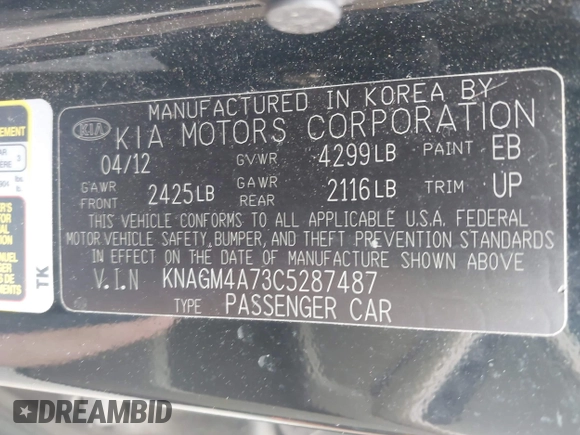 MANUFACTURED IN KOREA BY
KIA KIA MOTORS CORPORATION
04/12 GVWR 4299LB PAINT EB
GAWR FRONT 2425LB GAWR REAR 2116LB TRIM UP
THIS VEHICLE CONFORMS TO ALL APPLICABLE U.S.A. FEDERAL
MOTOR VEHICLE SAFETY, BUMPER, AND THEFT PREVENTION STANDARDS
IN EFFECT ON THE DATE OF MANUFACTURE SHOWN ABOVE
V.I.N KNAGM4A73C5287487
TYPE PASSENGER CAR
TK
DREAMBID